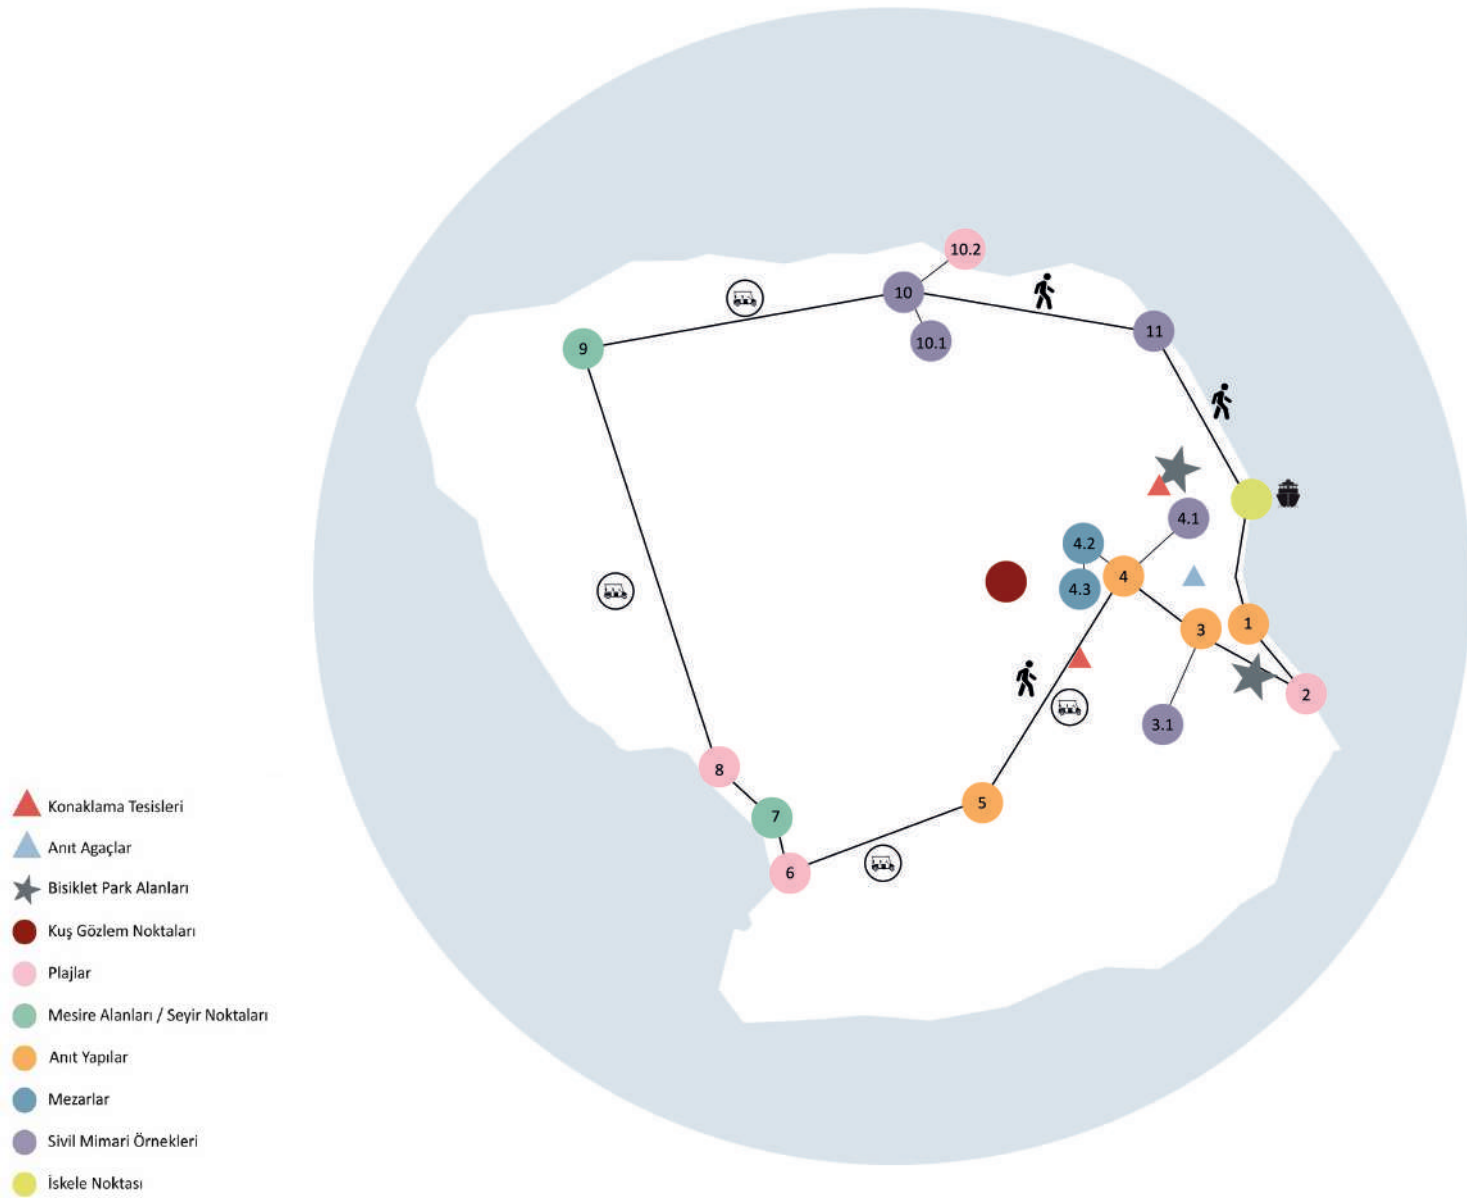 10.2
10
10.1
11
9
4.1
4.2
4
4.3
3
1
2
3.1
8
7
5
6
Konaklama Tesisleri
Anıt Agaçlar
Bisiklet Park Alanları
Kuş Gözlem Noktaları
Plajlar
Mesire Alanları / Seyir Noktaları
Anıt Yapılar
Mezarlar
Sivil Mimari Örnekleri
İskele Noktası